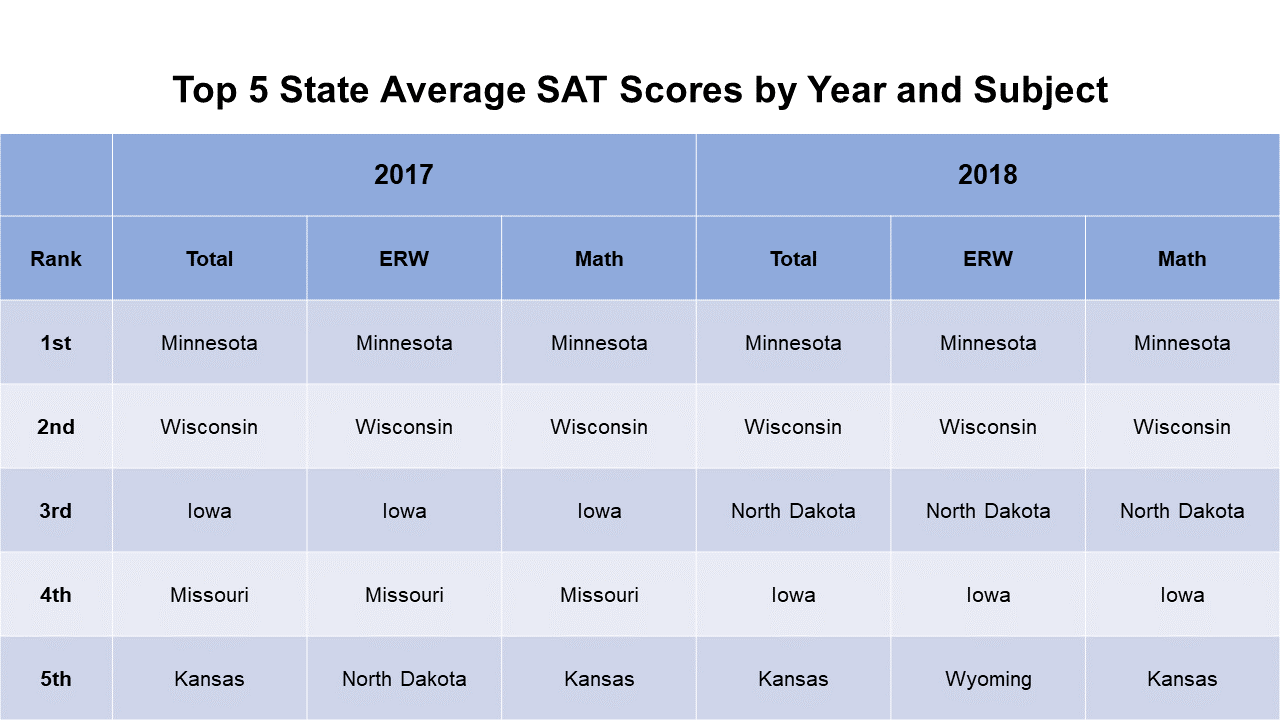 Top 5 State Average SAT Scores by Year and Subject
2017 2018
Rank Total ERW Math Total ERW Math
1st Minnesota Minnesota Minnesota Minnesota Minnesota Minnesota
2nd Wisconsin Wisconsin Wisconsin Wisconsin Wisconsin Wisconsin
3rd Iowa Iowa Iowa North Dakota North Dakota North Dakota
4th Missouri Missouri Missouri Iowa Iowa Iowa
5th Kansas North Dakota Kansas Kansas Wyoming Kansas